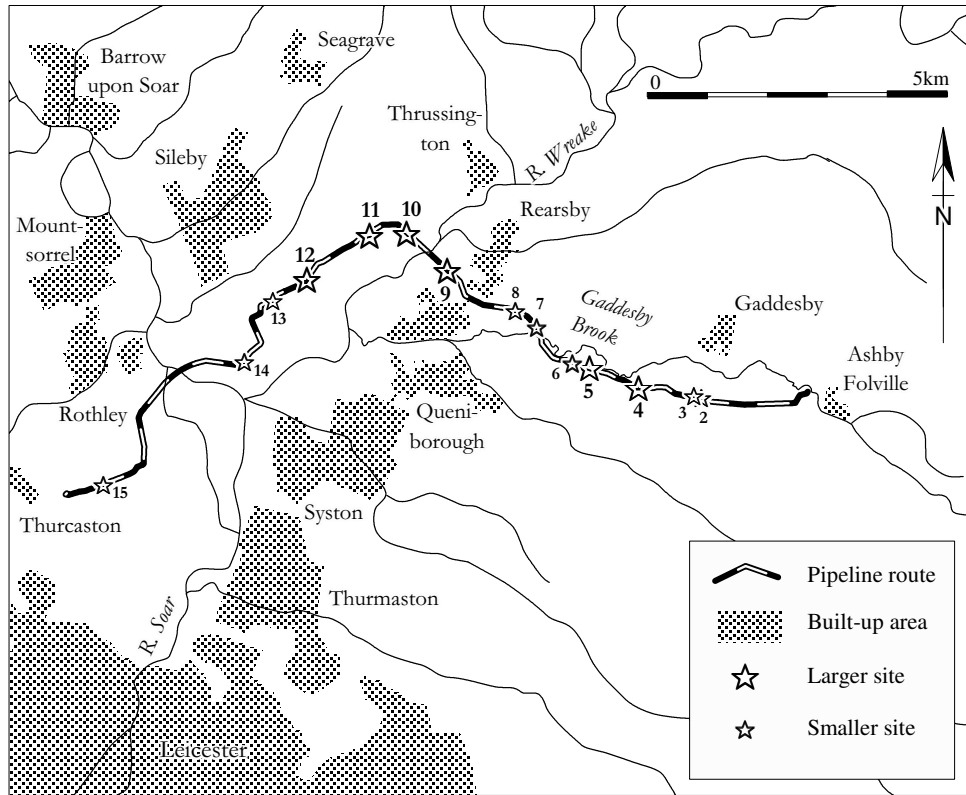 Seagrave
Barrow
upon Soar
0
5km
Thrussing-
ton
R. Wreake
Sileby
Rearsby
N
Mount-
sorrel
11
10
12
9
13
8
7
Gaddesby
Brook
Gaddesby
14
6
5
4
3
2
Ashby
Folville
Rothley
Queni-
borough
15
Thurcaston
Syston
Thurmaston
R. Soar
Leicester
Pipeline route
Built-up area
Larger site
Smaller site